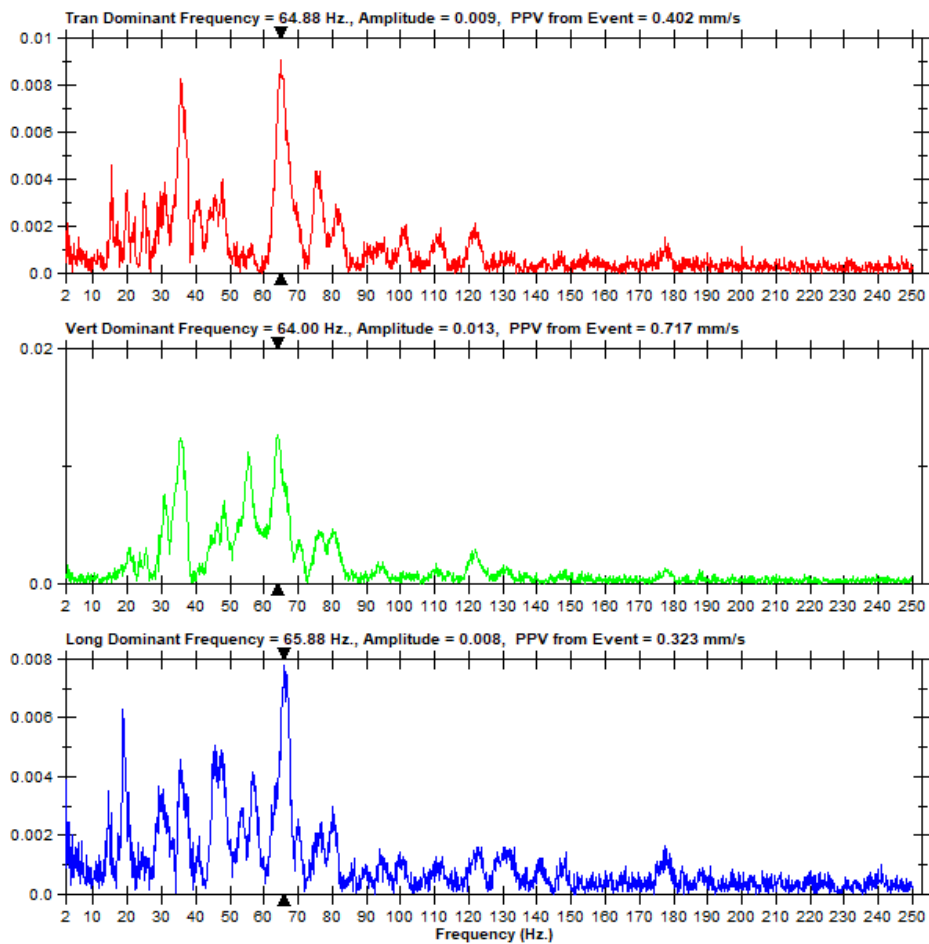 Tran Dominant Frequency = 64.88 Hz., Amplitude = 0.009, PPV from Event = 0.402 mm/s
0.01
0.008
0.006
0.004
0.002
0.0
2 10 20 30 40 50 60 70 80 90 100 110 120 130 140 150 160 170 180 190 200 210 220 230 240 250
Vert Dominant Frequency = 64.00 Hz., Amplitude = 0.013, PPV from Event = 0.717 mm/s
0.02
0.0
2 10 20 30 40 50 60 70 80 90 100 110 120 130 140 150 160 170 180 190 200 210 220 230 240 250
Long Dominant Frequency = 65.88 Hz., Amplitude = 0.008, PPV from Event = 0.323 mm/s
0.008
0.006
0.004
0.002
0.0
2 10 20 30 40 50 60 70 80 90 100 110 120 130 140 150 160 170 180 190 200 210 220 230 240 250
Frequency (Hz.)